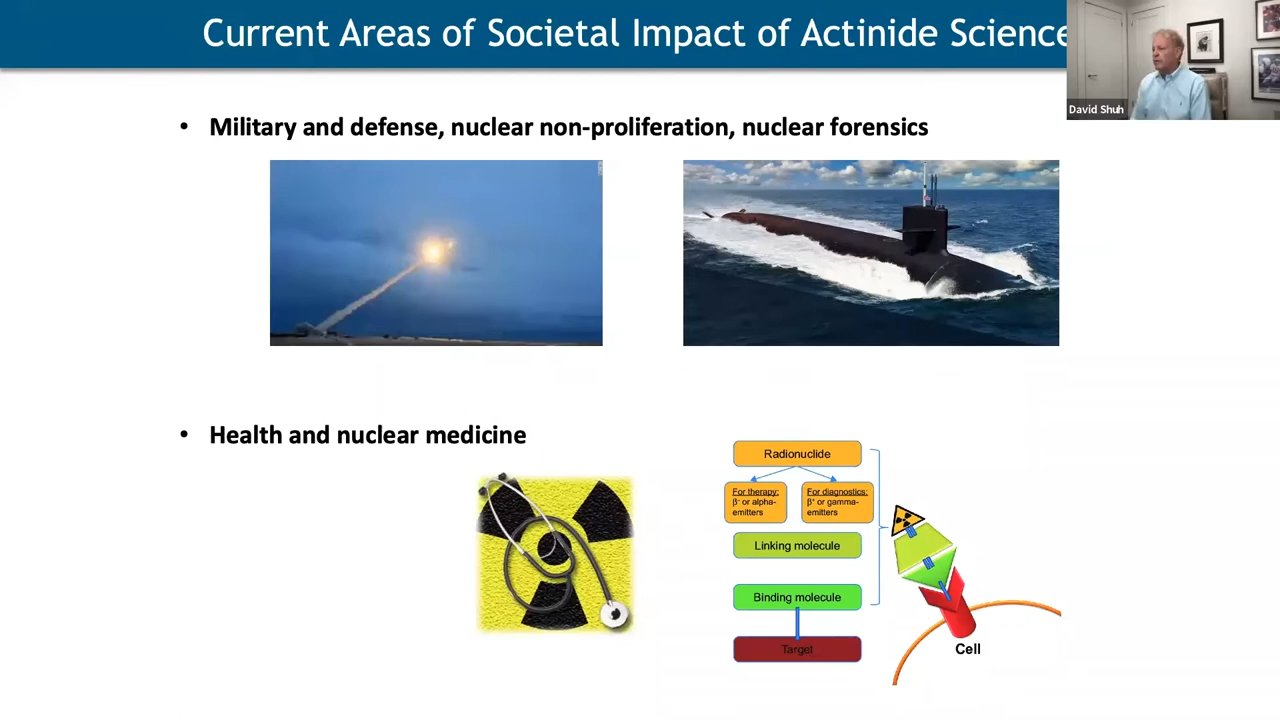 Current Areas of Societal Impact of Actinide Science
David Shuh
• Military and defense, nuclear non-proliferation, nuclear forensics
• Health and nuclear medicine
Radionuclide
For therapy:
β⁻ or alpha-
emitters
For diagnostics:
β⁺ or gamma-
emitters
Linking molecule
Binding molecule
Target
Cell